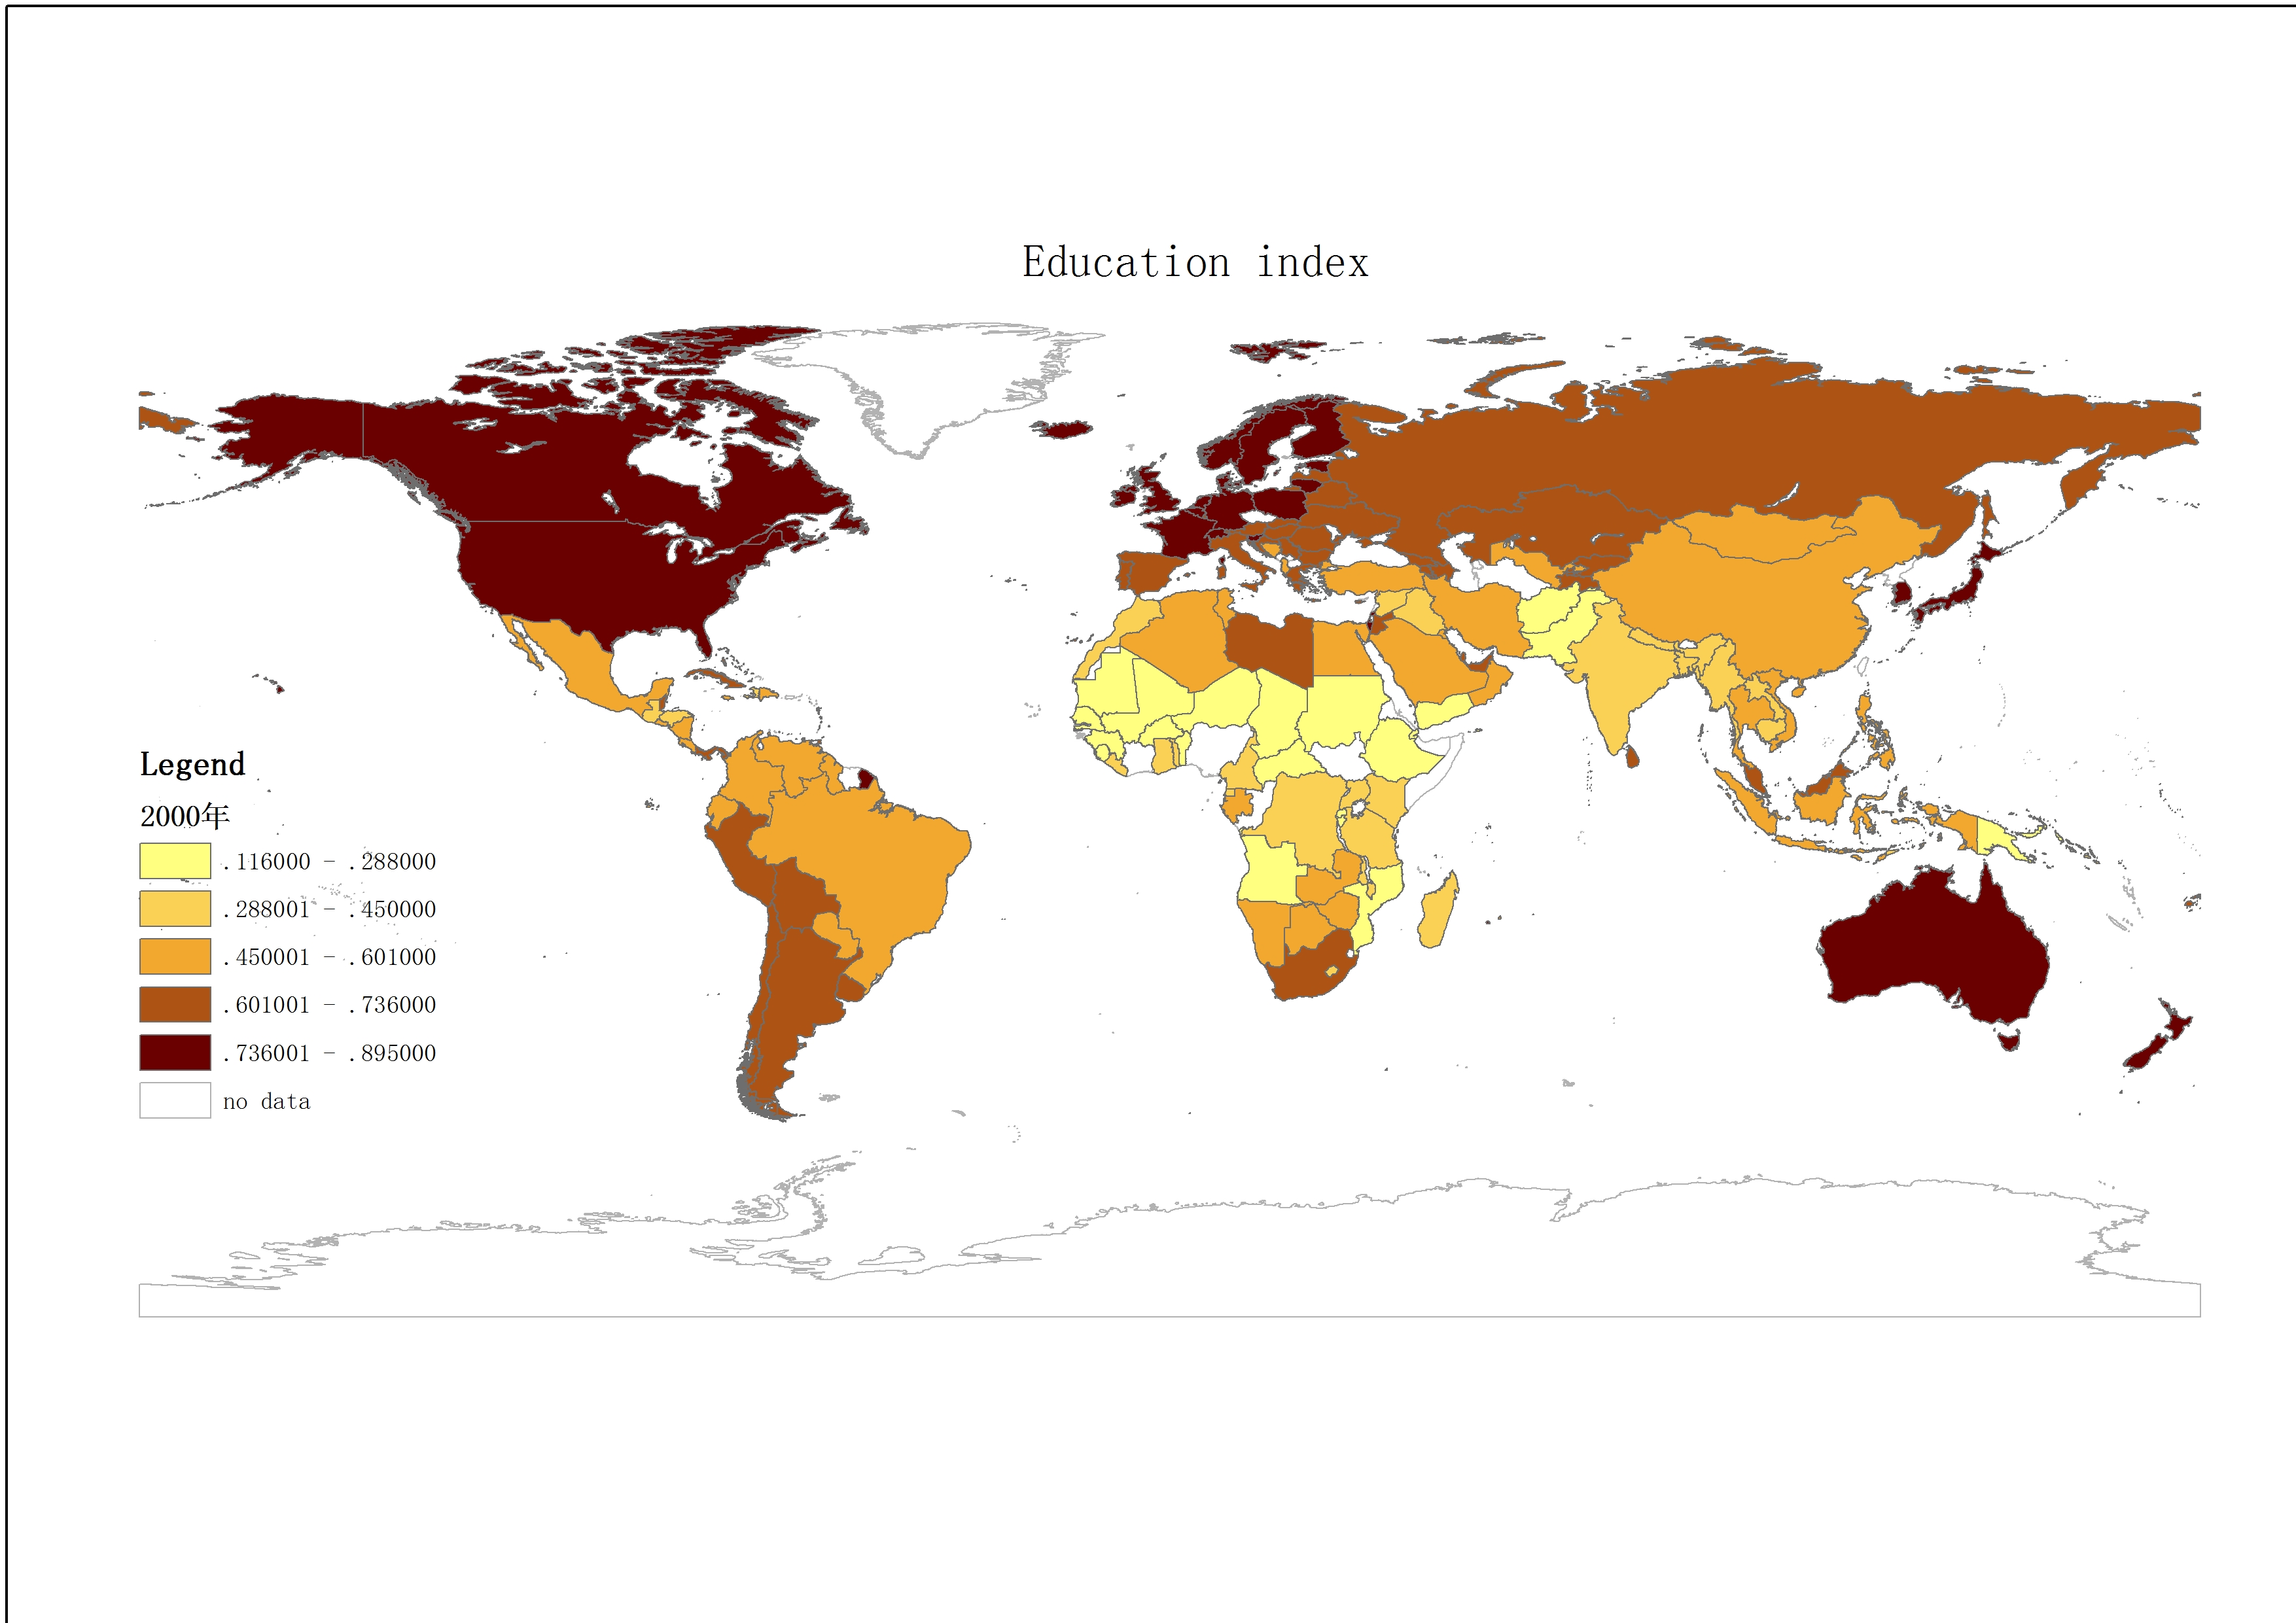 Education index
Legend
2000年
.116000 - .288000
.288001 - .450000
.450001 - .601000
.601001 - .736000
.736001 - .895000
no data